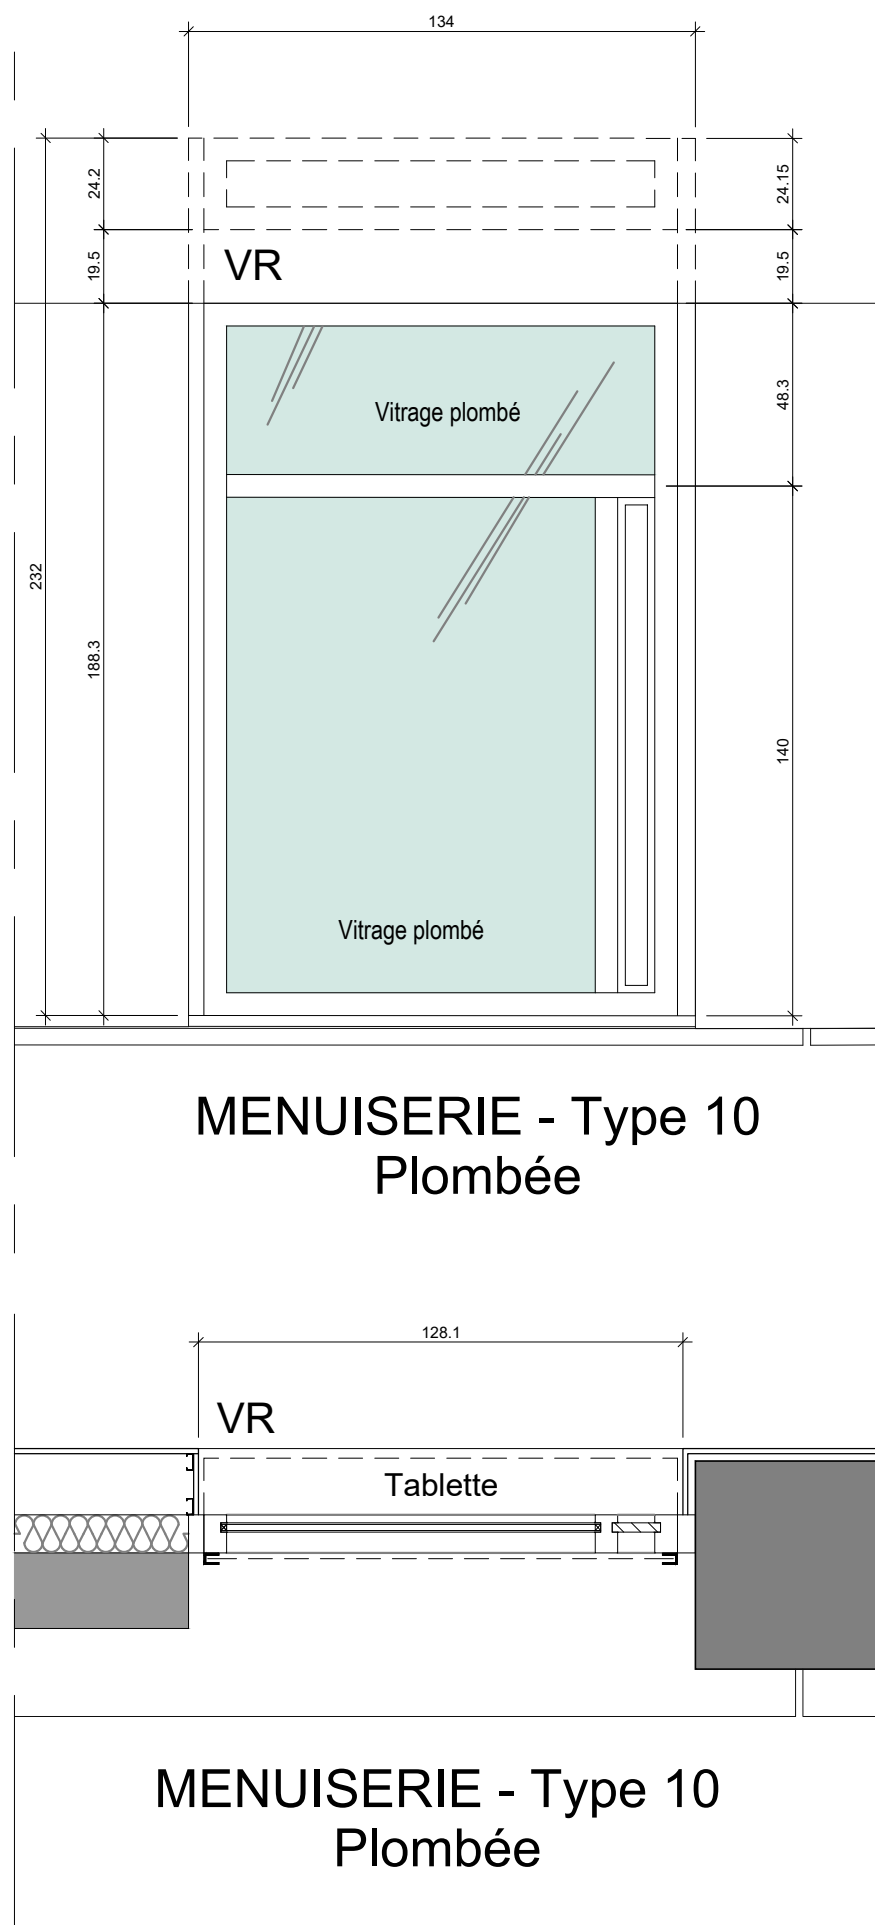 134
24.2
24.15
19.5
VR
19.5
48.3
Vitrage plombé
232
188.3
140
Vitrage plombé
MENUISERIE - Type 10
Plombée
128.1
VR
Tablette
MENUISERIE - Type 10
Plombée